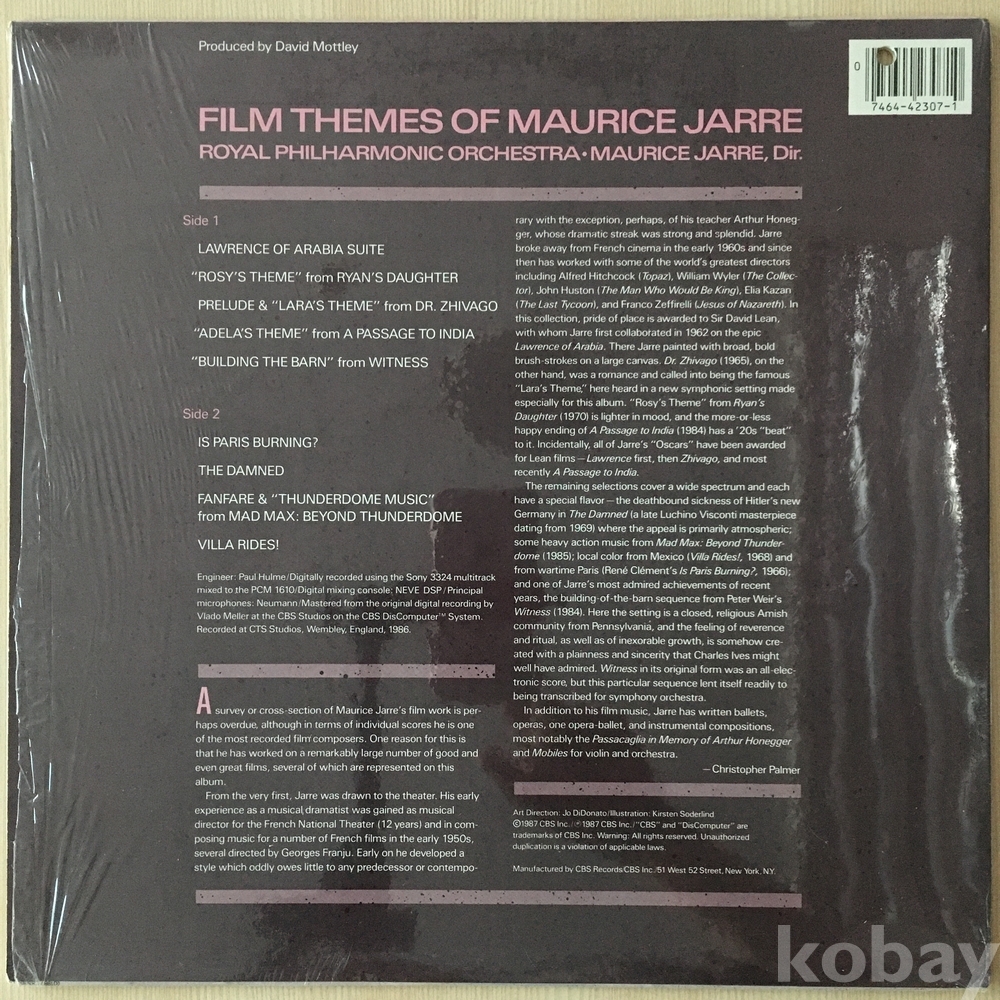 Produced by David Mottley
0
7464-42307-1
FILM THEMES OF MAURICE JARRE
ROYAL PHILHARMONIC ORCHESTRA • MAURICE JARRE, Dir.
Side 1
LAWRENCE OF ARABIA SUITE
"ROSY'S THEME" from RYAN'S DAUGHTER
PRELUDE & "LARA'S THEME" from DR. ZHIVAGO
"ADELA'S THEME" from A PASSAGE TO INDIA
"BUILDING THE BARN" from WITNESS
Side 2
IS PARIS BURNING?
THE DAMNED
FANFARE & "THUNDERDOME MUSIC"
from MAD MAX: BEYOND THUNDERDOME
VILLA RIDES!
Engineer: Paul Hulme/Digitally recorded using the Sony 3324 multitrack
mixed to the PCM 1610/Digital mixing console: NEVE DSP/Principal
microphones: Neumann/Mastered from the original digital recording by
Vlado Meller at the CBS Studios on the CBS DisComputer™ System.
Recorded at CTS Studios, Wembley, England, 1986.
A survey or cross-section of Maurice Jarre's film work is per-
haps overdue, although in terms of individual scores he is one
of the most recorded film composers. One reason for this is
that he has worked on a remarkably large number of good and
even great films, several of which are represented on this
album.
From the very first, Jarre was drawn to the theater. His early
experience as a musical dramatist was gained as musical
director for the French National Theater (12 years) and in com-
posing music for a number of French films in the early 1950s,
several directed by Georges Franju. Early on he developed a
style which oddly owes little to any predecessor or contempo-
rary with the exception, perhaps, of his teacher Arthur Honeg-
ger, whose dramatic streak was strong and splendid. Jarre
broke away from French cinema in the early 1960s and since
then has worked with some of the world's greatest directors
including Alfred Hitchcock (Topaz), William Wyler (The Collec-
tor), John Huston (The Man Who Would Be King), Elia Kazan
(The Last Tycoon), and Franco Zeffirelli (Jesus of Nazareth). In
this collection, pride of place is awarded to Sir David Lean,
with whom Jarre first collaborated in 1962 on the epic
Lawrence of Arabia. There Jarre painted with broad, bold
brush-strokes on a large canvas. Dr. Zhivago (1965), on the
other hand, was a romance and called into being the famous
"Lara's Theme," here heard in a new symphonic setting made
especially for this album. "Rosy's Theme" from Ryan's
Daughter (1970) is lighter in mood, and the more-or-less
happy ending of A Passage to India (1984) has a '20s "beat"
to it. Incidentally, all of Jarre's "Oscars" have been awarded
for Lean films—Lawrence first, then Zhivago, and most
recently A Passage to India.
The remaining selections cover a wide spectrum and each
have a special flavor—the deathbound sickness of Hitler's new
Germany in The Damned (a late Luchino Visconti masterpiece
dating from 1969) where the appeal is primarily atmospheric;
some heavy action music from Mad Max: Beyond Thunder-
dome (1985); local color from Mexico (Villa Rides!, 1968) and
from wartime Paris (René Clément's Is Paris Burning?, 1966);
and one of Jarre's most admired achievements of recent
years, the building-of-the-barn sequence from Peter Weir's
Witness (1984). Here the setting is a closed, religious Amish
community from Pennsylvania, and the feeling of reverence
and ritual, as well as of inexorable growth, is somehow cre-
ated with a plainness and sincerity that Charles Ives might
well have admired. Witness in its original form was an all-elec-
tronic score, but this particular sequence lent itself readily to
being transcribed for symphony orchestra.
In addition to his film music, Jarre has written ballets,
operas, one opera-ballet, and instrumental compositions,
most notably the Passacaglia in Memory of Arthur Honegger
and Mobiles for violin and orchestra.
—Christopher Palmer
Art Direction: Jo DiDonato/Illustration: Kirsten Soderlind
©1987 CBS Inc./℗ 1987 CBS Inc./"CBS" and "DisComputer" are
trademarks of CBS Inc. Warning: All rights reserved. Unauthorized
duplication is a violation of applicable laws.
Manufactured by CBS Records/CBS Inc./51 West 52 Street, New York, N.Y.
kobay